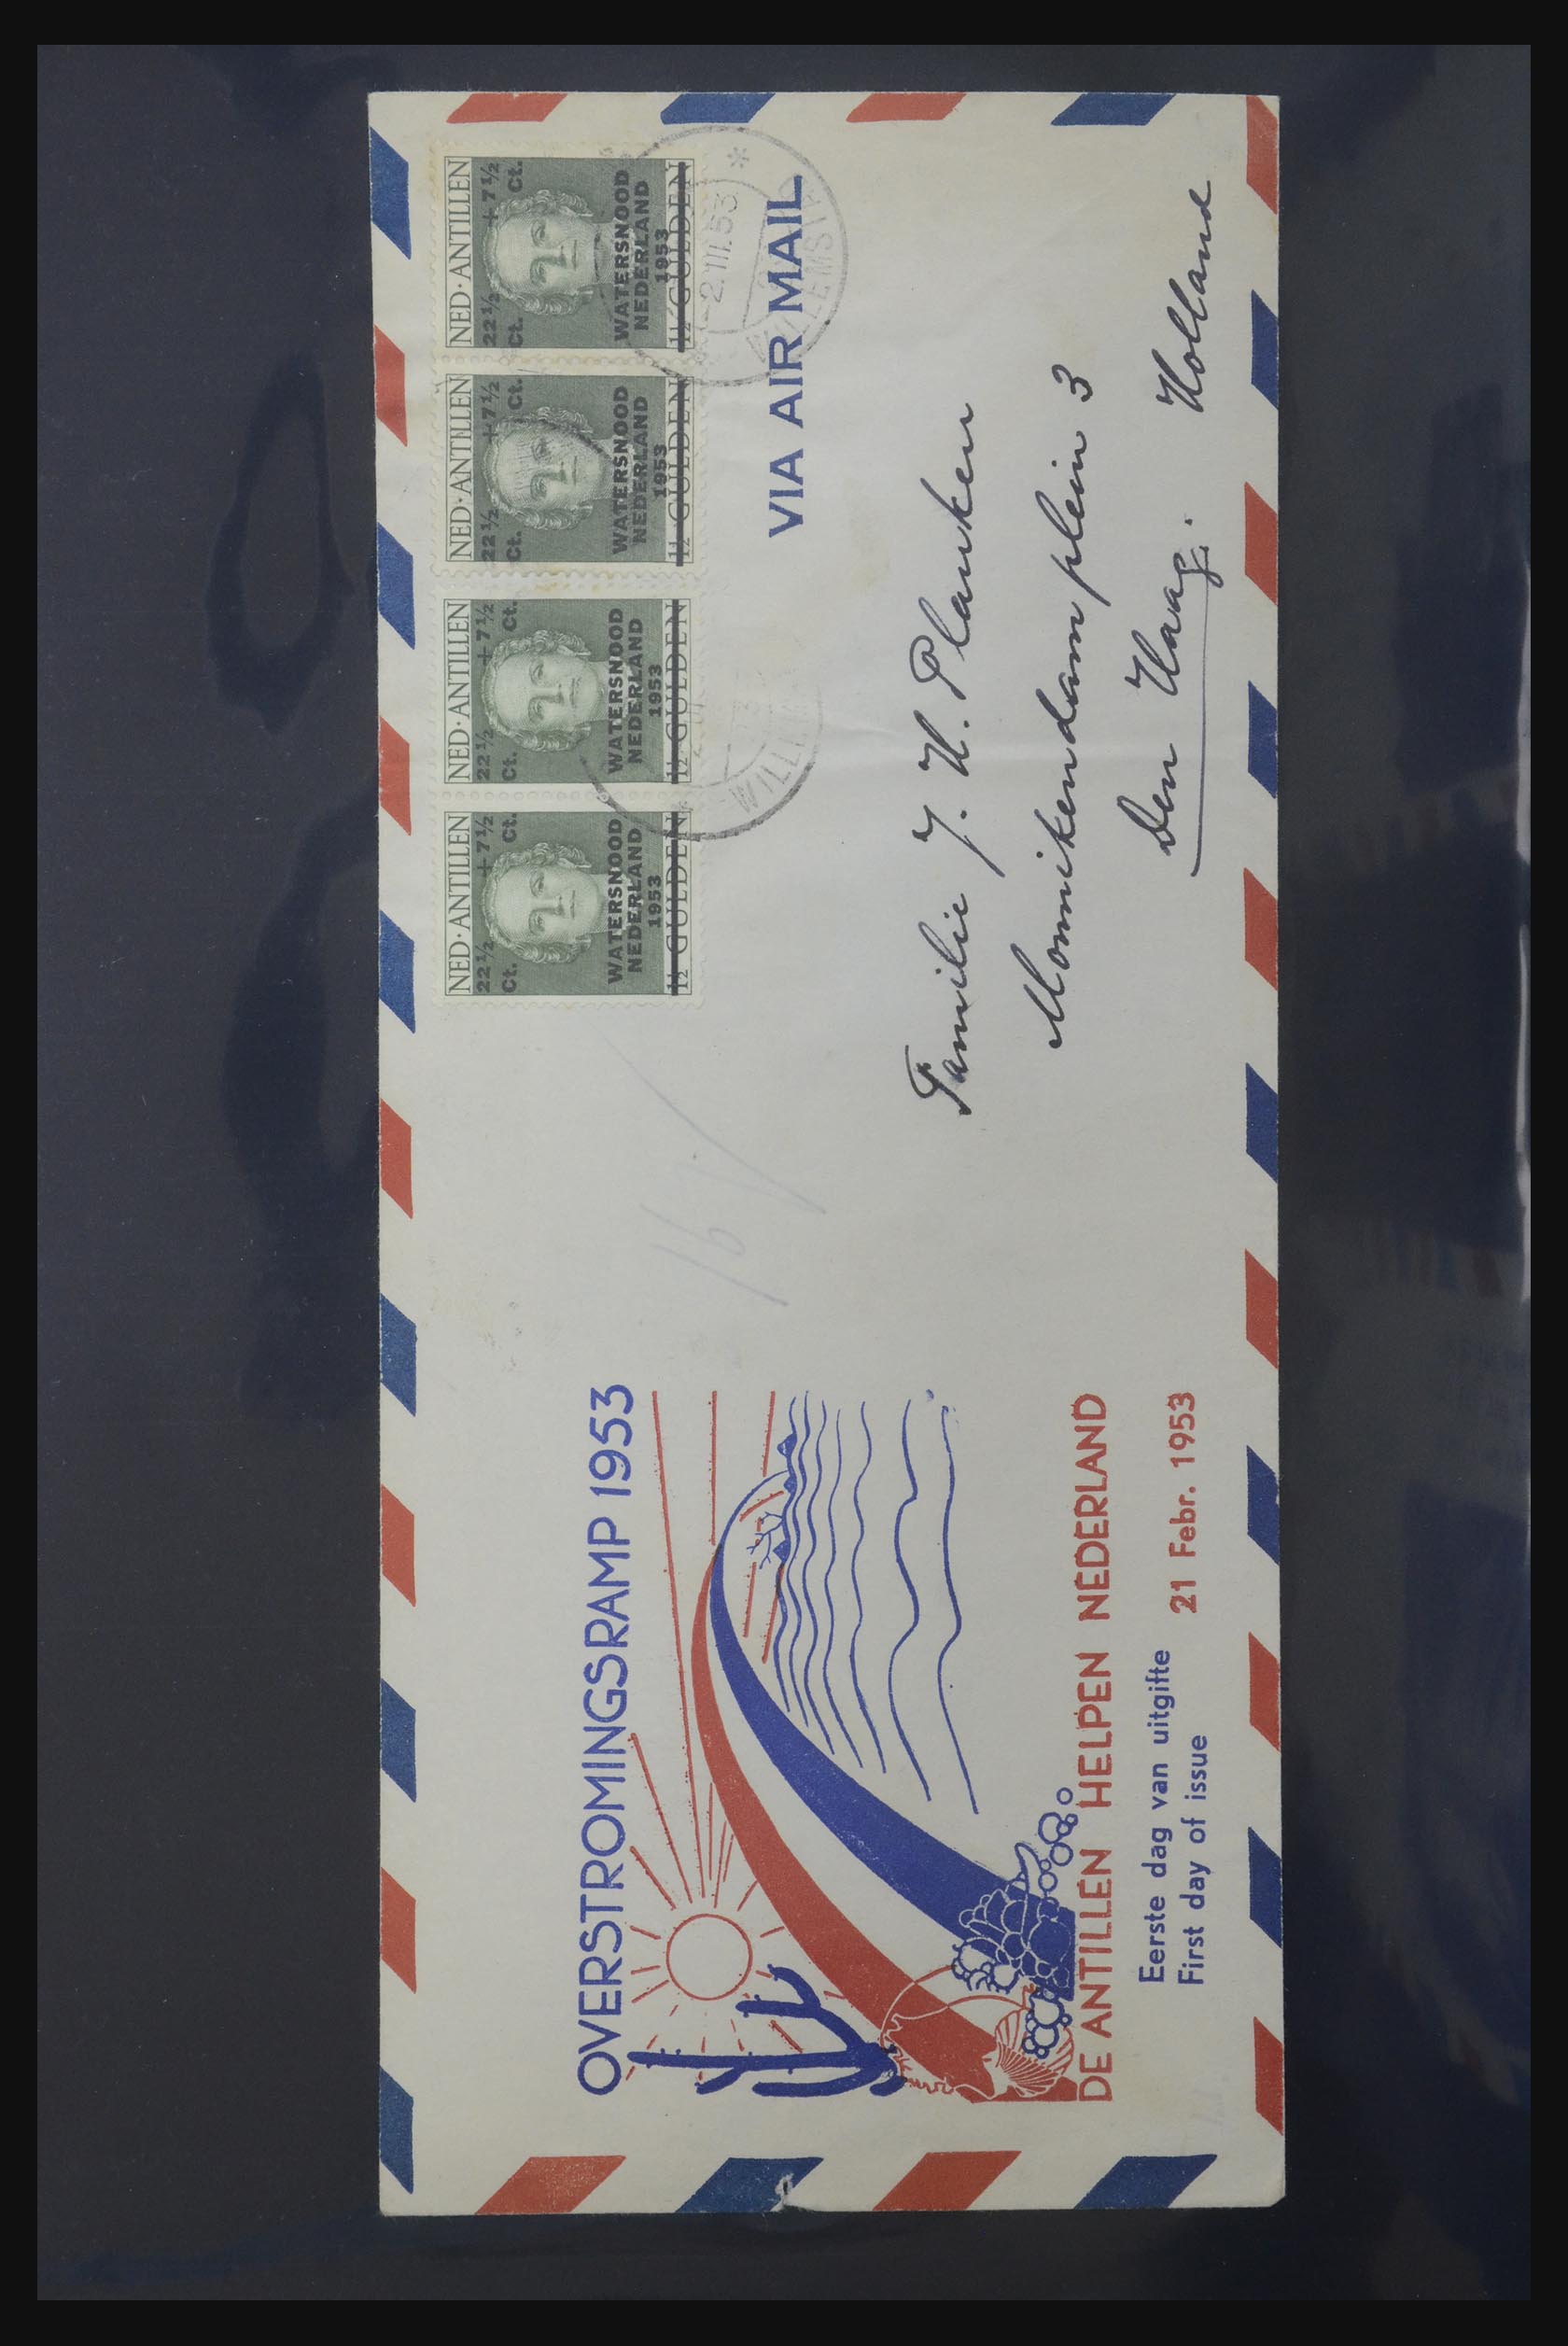 NED·ANTILLEN
22½ + 7½
Ct. Ct.
WATERSNOOD
NEDERLAND
1953
1½ GULDEN
NED·ANTILLEN
22½ + 7½
Ct. Ct.
WATERSNOOD
NEDERLAND
1953
1½ GULDEN
NED·ANTILLEN
22½ +7½
Ct. Ct.
WATERSNOOD
NEDERLAND
1953
1½ GULDEN
NED·ANTILLEN
22½ + 7½
Ct. Ct.
WATERSNOOD
NEDERLAND
1953
1½ GULDEN
-2.III.53
*
VIA AIR MAIL
OVERSTROMINGSRAMP 1953
DE ANTILLEN HELPEN NEDERLAND
Eerste dag van uitgifte
First day of issue
21 Febr. 1953
Familie J. H. Planken
Monnikendamplein 3
Den Haag.
Holland